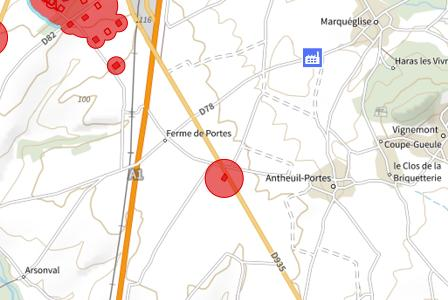 116
Marquéglise
D82
Haras les Vivr
100
D78
Ferme de Portes
Vignemont
Coupe-Gueule
le Clos de la
Briquetterie
A1
Antheuil-Portes
D935
Arsonval